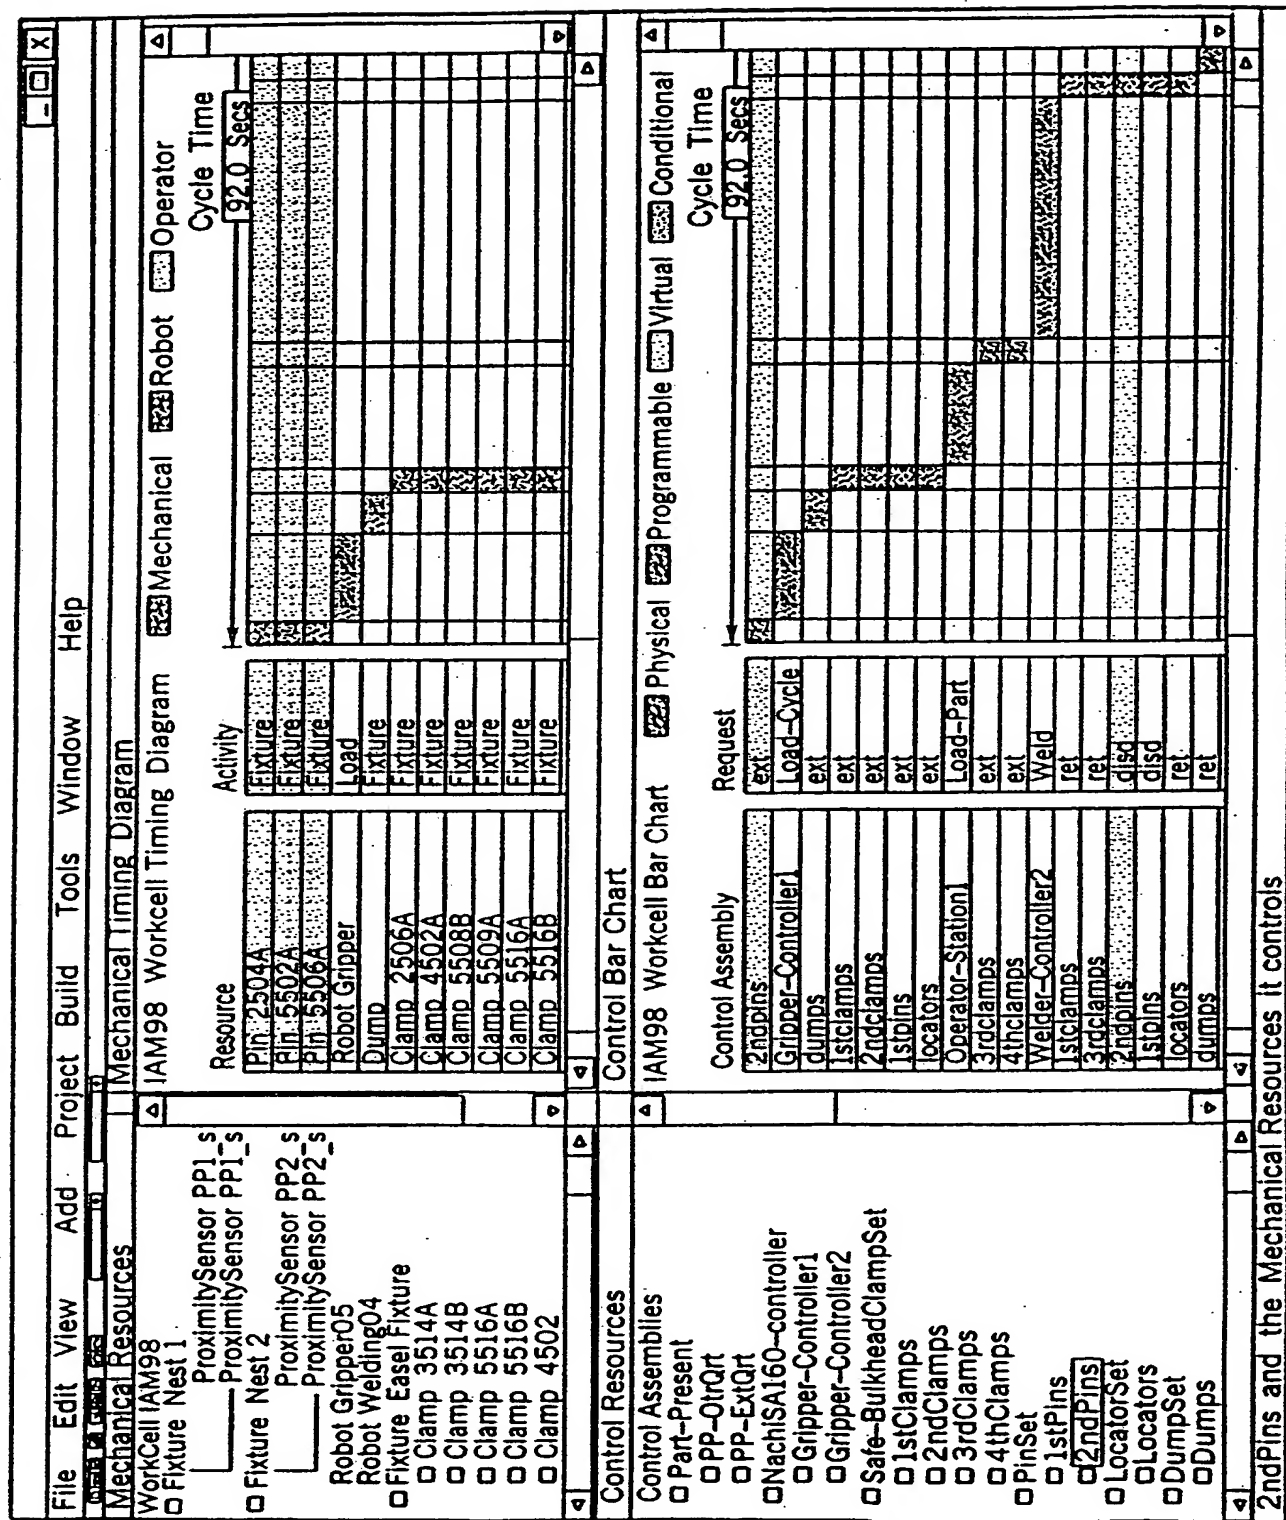 File Edit View Add Project Build Tools Window Help
Mechanical Resources
WorkCell IAM98
Fixture Nest 1
ProximitySensor PP1_s
ProximitySensor PP1_s
Fixture Nest 2
ProximitySensor PP2_s
ProximitySensor PP2_s
Robot Gripper05
Robot Welding04
Fixture Easel Fixture
Clamp 3514A
Clamp 3514B
Clamp 5516A
Clamp 5516B
Clamp 4502
Mechanical Timing Diagram
IAM98 Workcell Timing Diagram Mechanical Robot Operator
Resource Activity Cycle Time
92.0 Secs
Pin 2504A Fixture
Pin 5502A Fixture
Pin 5506A Fixture
Robot Gripper Load
Dump Fixture
Clamp 2506A Fixture
Clamp 4502A Fixture
Clamp 5508B Fixture
Clamp 5509A Fixture
Clamp 5516A Fixture
Clamp 5516B Fixture
Control Resources
Control Assemblies
Part-Present
PP-OtrQrt
PP-ExtQrt
NachISA160-controller
Gripper-Controller1
Gripper-Controller2
Safe-BulkheadClampSet
1stClamps
2ndClamps
3rdClamps
4thClamps
PinSet
1stPins
2ndPins
LocatorSet
Locators
DumpSet
Dumps
Control Bar Chart
IAM98 Workcell Bar Chart Physical Programmable Virtual Conditional
Control Assembly Request Cycle Time
92.0 Secs
2ndpins ext
Gripper-Controller1 Load-Cycle
dumps ext
1stclamps ext
2ndclamps ext
1stpins ext
locators ext
Operator-Station1 Load-Part
3rdclamps ext
4thclamps ext
Welder-Controller2 Weld
1stclamps ret
3rdclamps ret
2ndpins disd
1stpins disd
locators ret
dumps ret
2.ndPins and the Mechanical Resources it controls